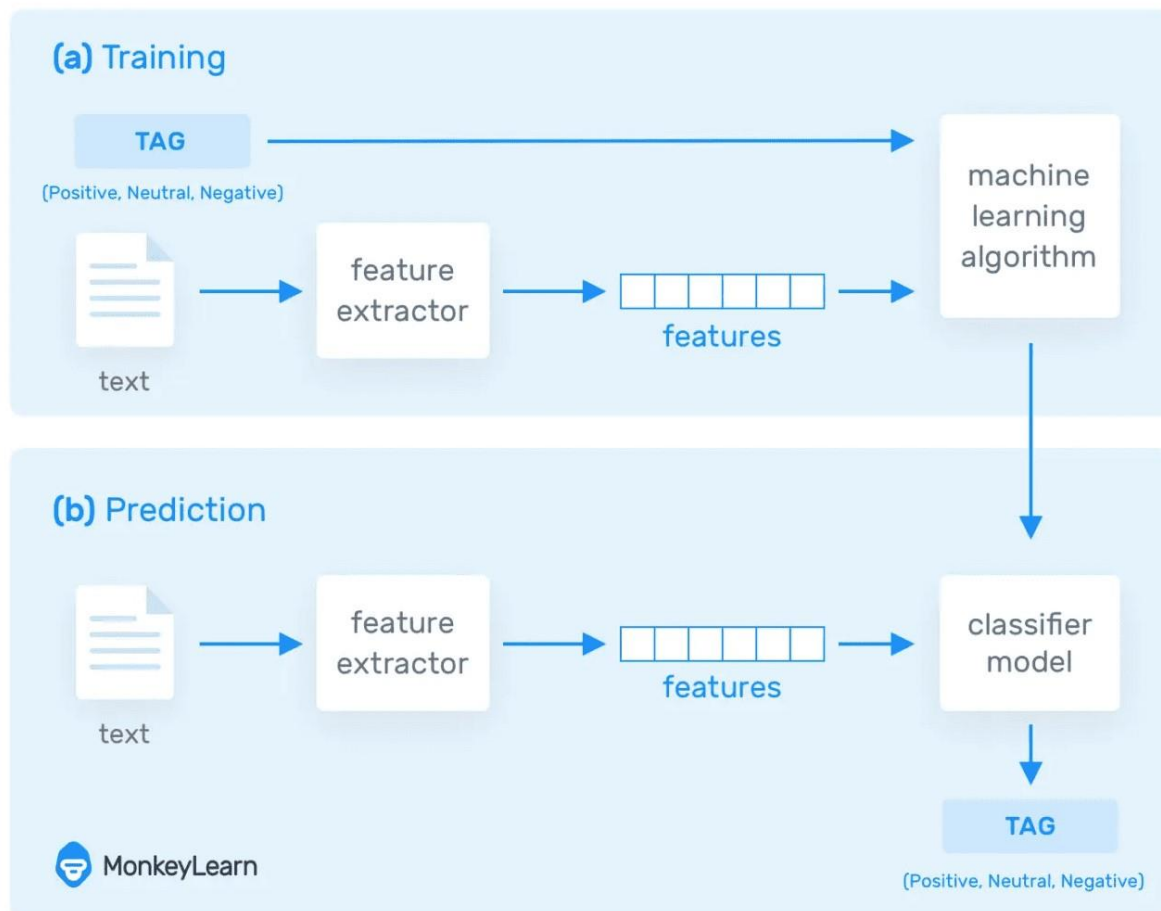 (a) Training
TAG
(Positive, Neutral, Negative)
text
feature
extractor
features
machine
learning
algorithm
(b) Prediction
text
feature
extractor
features
classifier
model
TAG
(Positive, Neutral, Negative)
MonkeyLearn